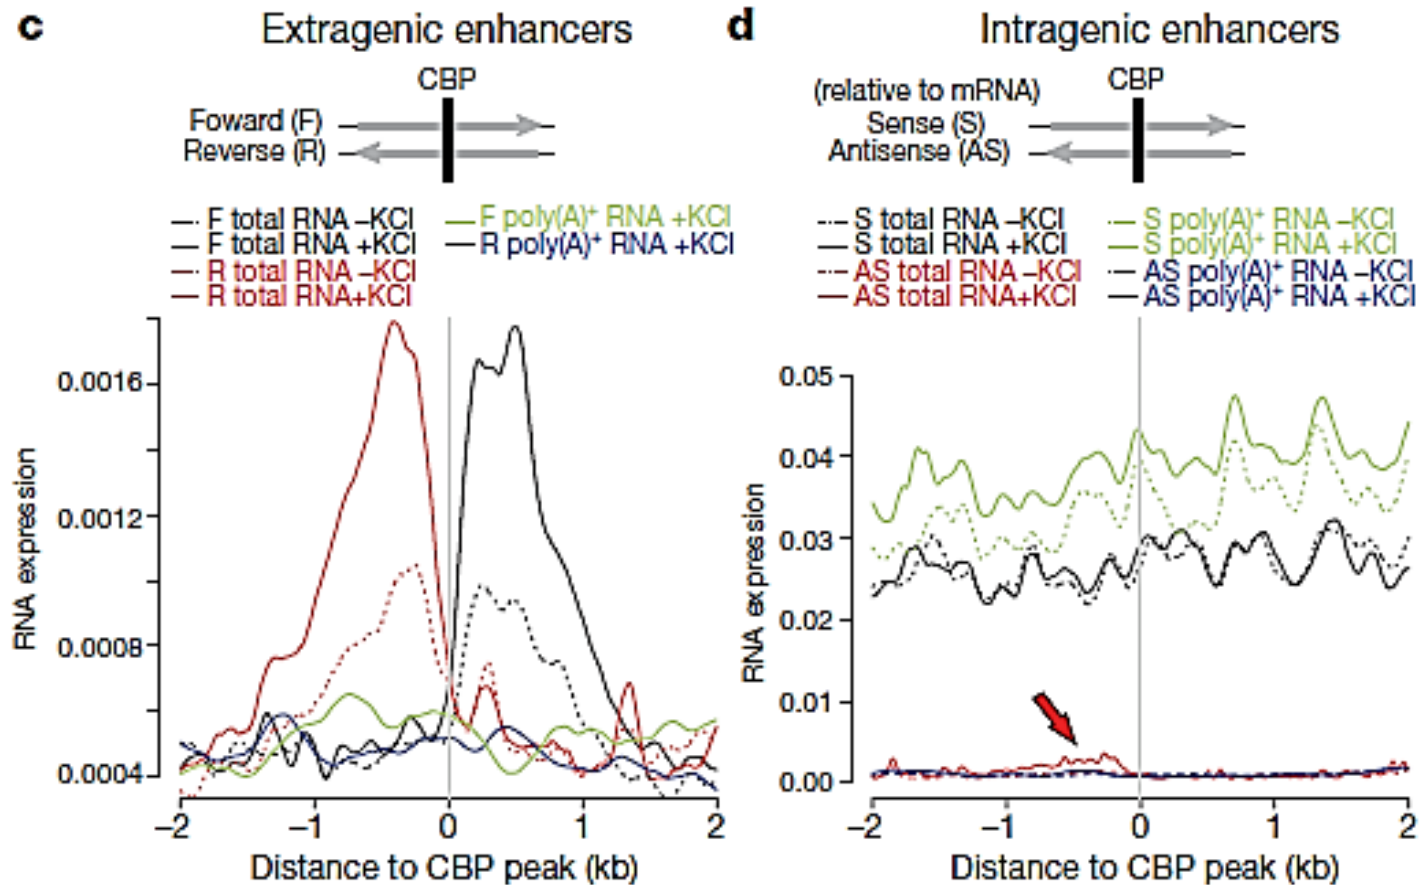 c Extragenic enhancers
CBP
Foward (F)
Reverse (R)
F total RNA –KCl
F total RNA +KCl
R total RNA –KCl
R total RNA+KCl
F poly(A)+ RNA +KCl
R poly(A)+ RNA +KCl
RNA expression
0.0016
0.0012
0.0008
0.0004
–2 –1 0 1 2
Distance to CBP peak (kb)
d Intragenic enhancers
CBP
(relative to mRNA)
Sense (S)
Antisense (AS)
S total RNA –KCl
S total RNA +KCl
AS total RNA –KCl
AS total RNA+KCl
S poly(A)+ RNA –KCl
S poly(A)+ RNA +KCl
AS poly(A)+ RNA –KCl
AS poly(A)+ RNA +KCl
RNA expression
0.05
0.04
0.03
0.02
0.01
0.00
–2 –1 0 1 2
Distance to CBP peak (kb)